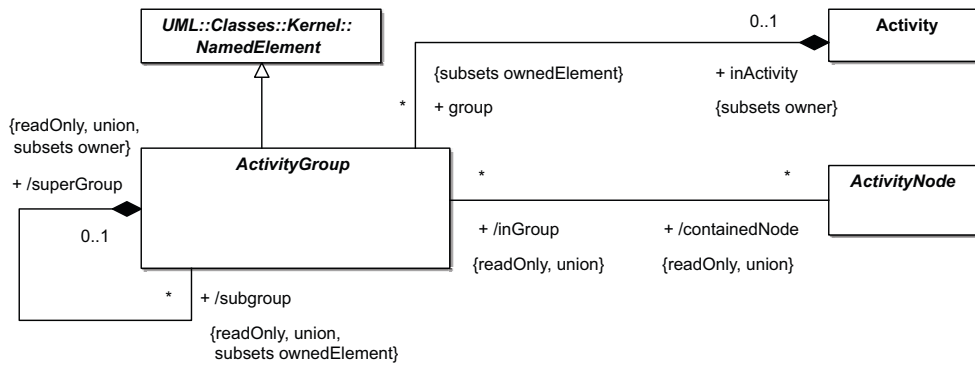 UML::Classes::Kernel::
NamedElement
0..1
Activity
{subsets ownedElement}
+ inActivity
*
+ group
{subsets owner}
{readOnly, union,
subsets owner}
+ /superGroup
0..1
ActivityGroup
*
*
ActivityNode
+ /inGroup
+ /containedNode
{readOnly, union}
{readOnly, union}
*
+ /subgroup
{readOnly, union,
subsets ownedElement}